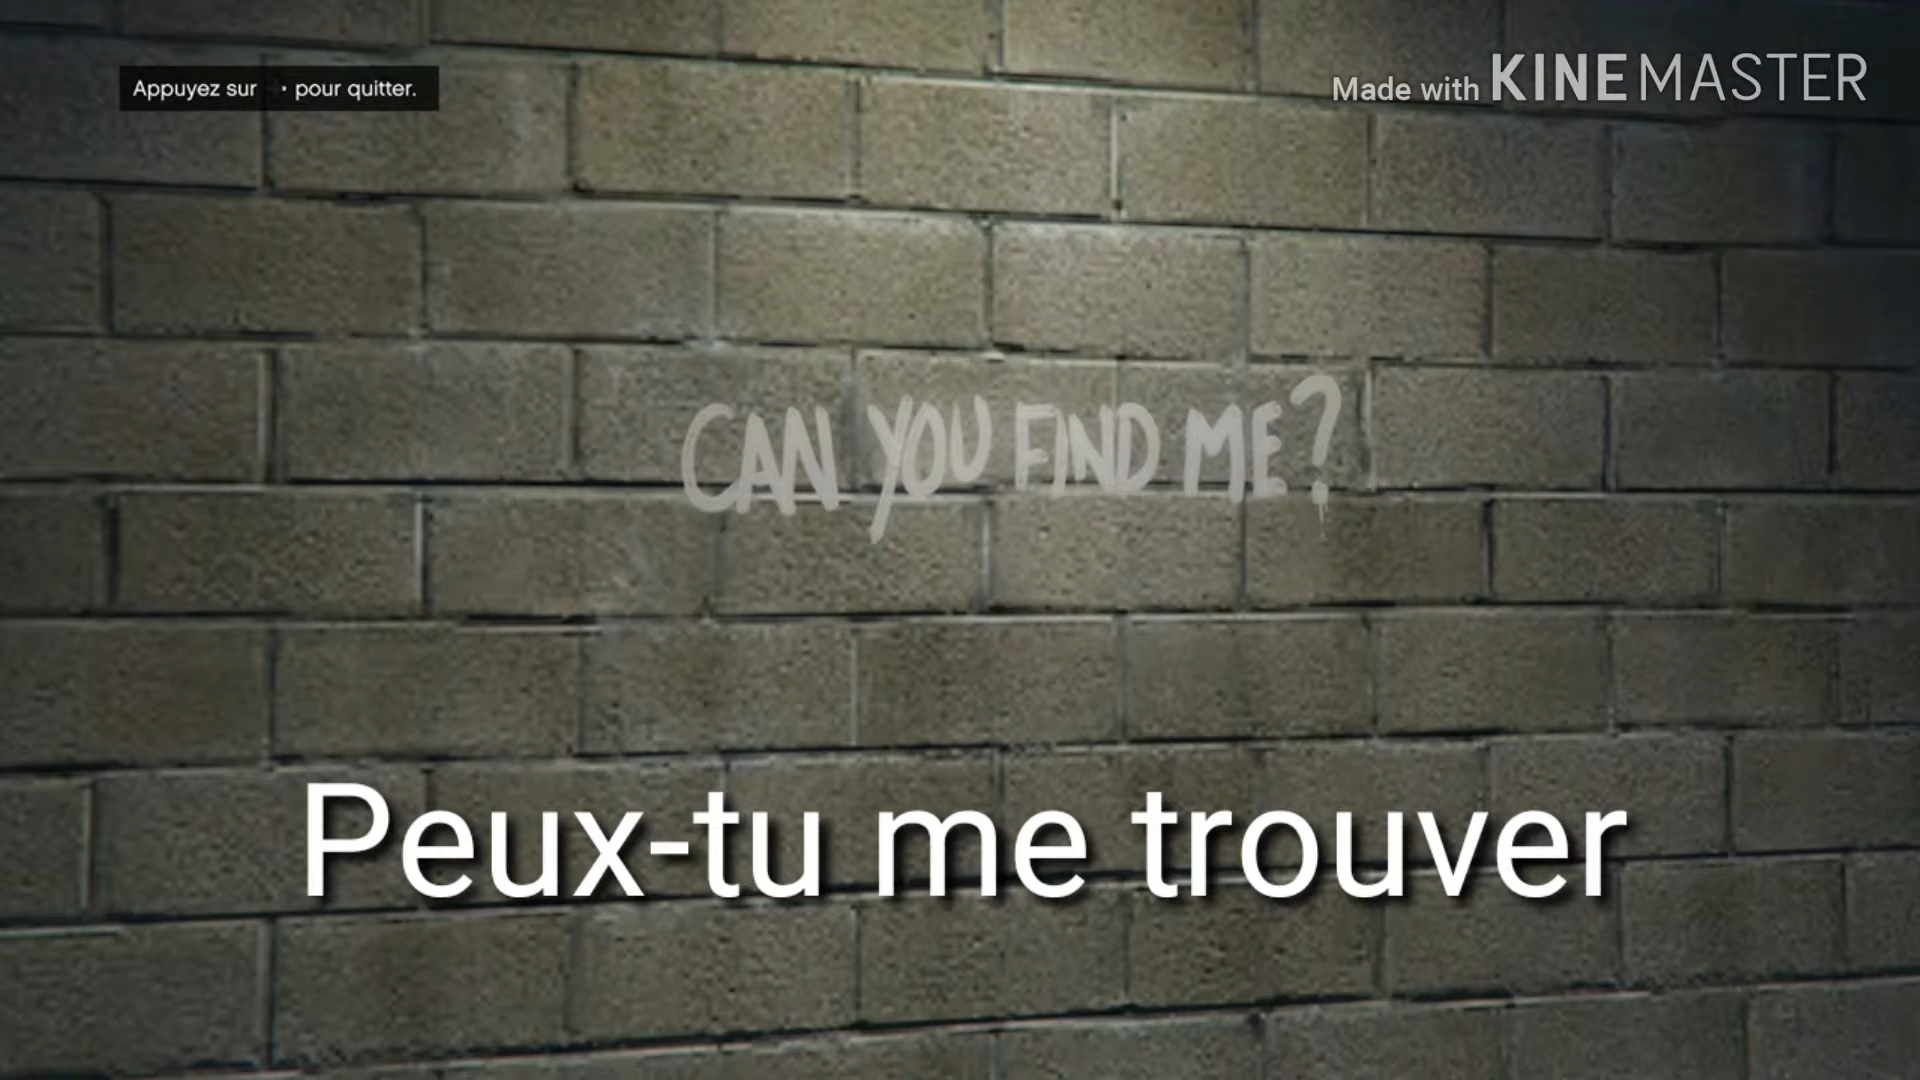 Appuyez sur · pour quitter.
Made with KINEMASTER
CAN YOU FIND ME?
Peux-tu me trouver